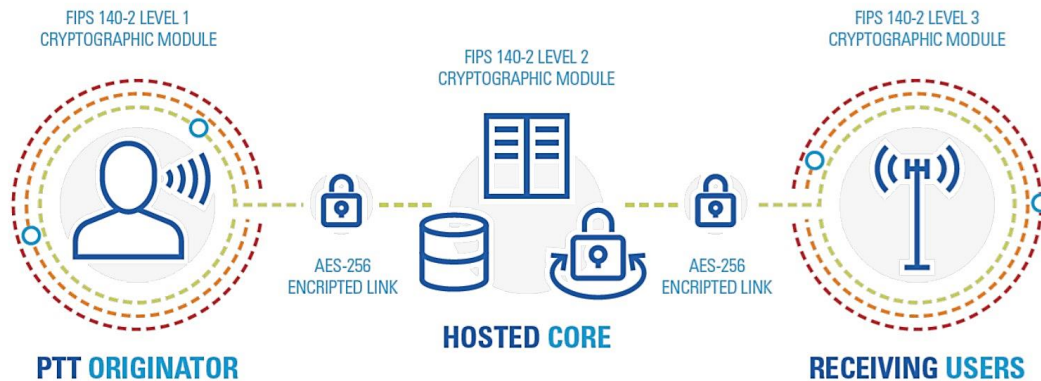 FIPS 140-2 LEVEL 1
CRYPTOGRAPHIC MODULE
FIPS 140-2 LEVEL 2
CRYPTOGRAPHIC MODULE
FIPS 140-2 LEVEL 3
CRYPTOGRAPHIC MODULE
AES-256
ENCRIPTED LINK
AES-256
ENCRIPTED LINK
PTT ORIGINATOR
HOSTED CORE
RECEIVING USERS